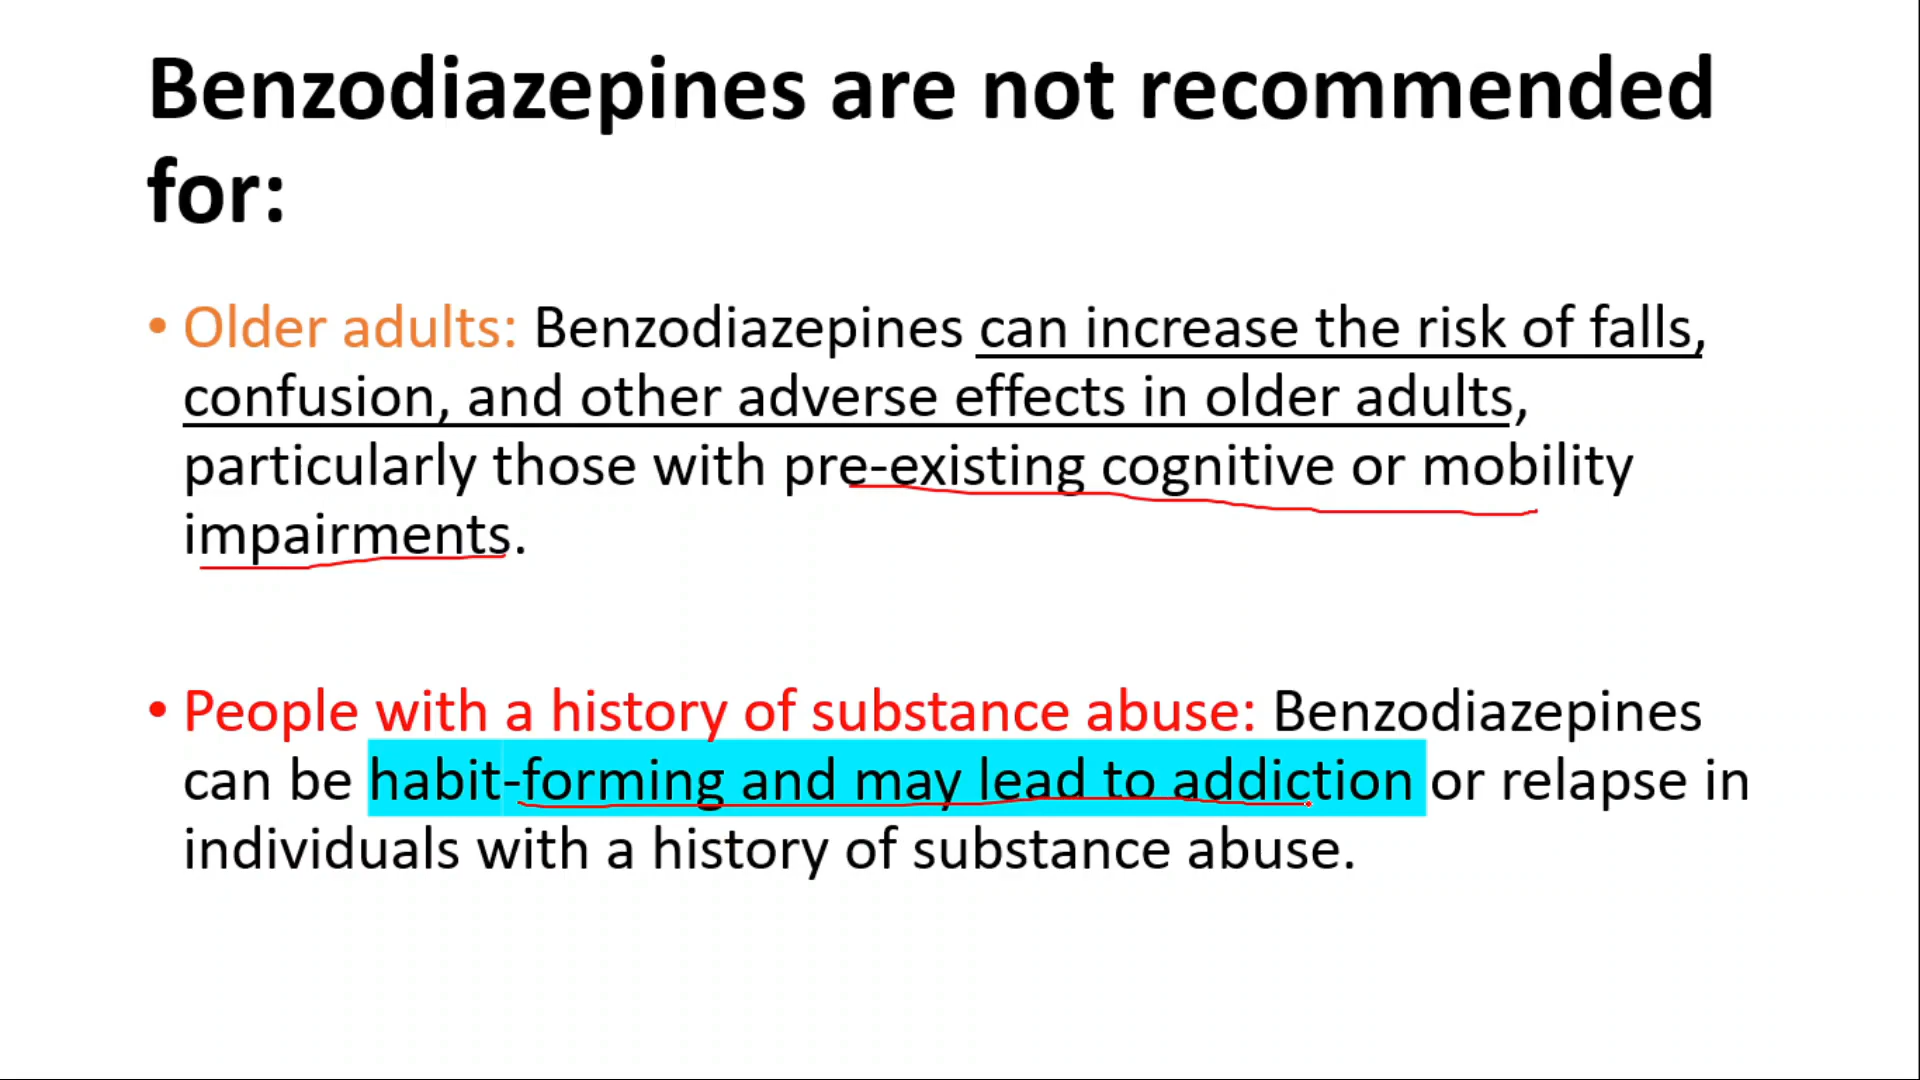 Benzodiazepines are not recommended
for:
• Older adults: Benzodiazepines can increase the risk of falls,
confusion, and other adverse effects in older adults,
particularly those with pre-existing cognitive or mobility
impairments.
• People with a history of substance abuse: Benzodiazepines
can be habit-forming and may lead to addiction or relapse in
individuals with a history of substance abuse.